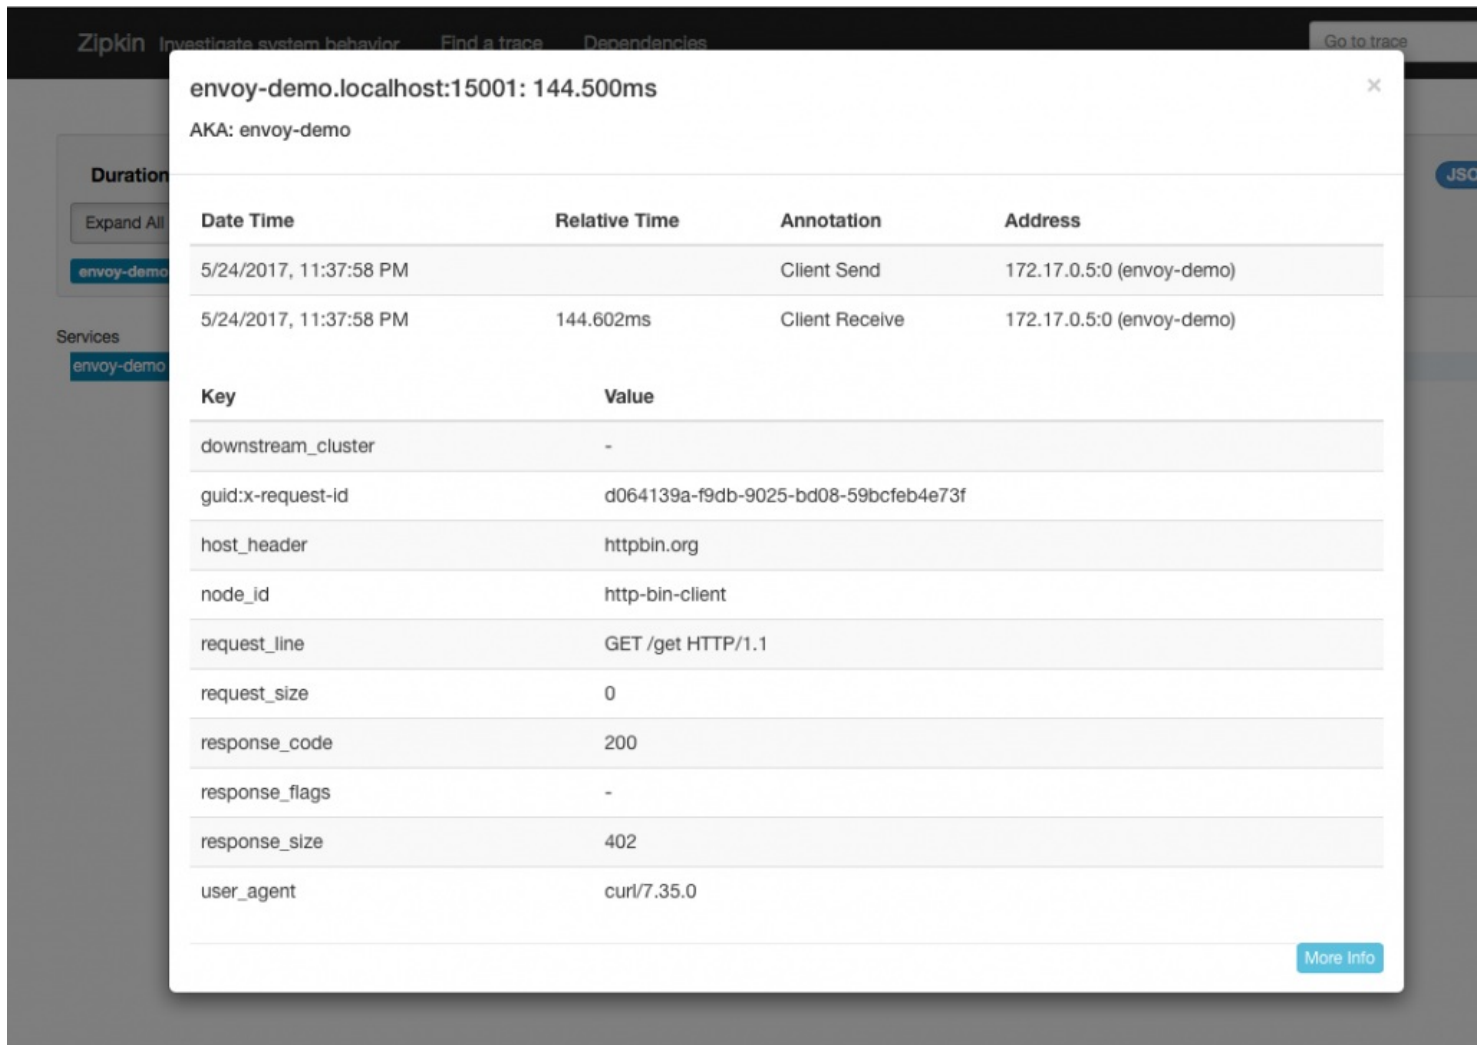 Zipkin Investigate system behavior Find a trace Dependencies Go to trace
envoy-demo.localhost:15001: 144.500ms ×
AKA: envoy-demo
Duration
JSO
Expand All
envoy-demo
Services
envoy-demo
Date Time Relative Time Annotation Address
5/24/2017, 11:37:58 PM Client Send 172.17.0.5:0 (envoy-demo)
5/24/2017, 11:37:58 PM 144.602ms Client Receive 172.17.0.5:0 (envoy-demo)
Key Value
downstream_cluster -
guid:x-request-id d064139a-f9db-9025-bd08-59bcfeb4e73f
host_header httpbin.org
node_id http-bin-client
request_line GET /get HTTP/1.1
request_size 0
response_code 200
response_flags -
response_size 402
user_agent curl/7.35.0
More Info